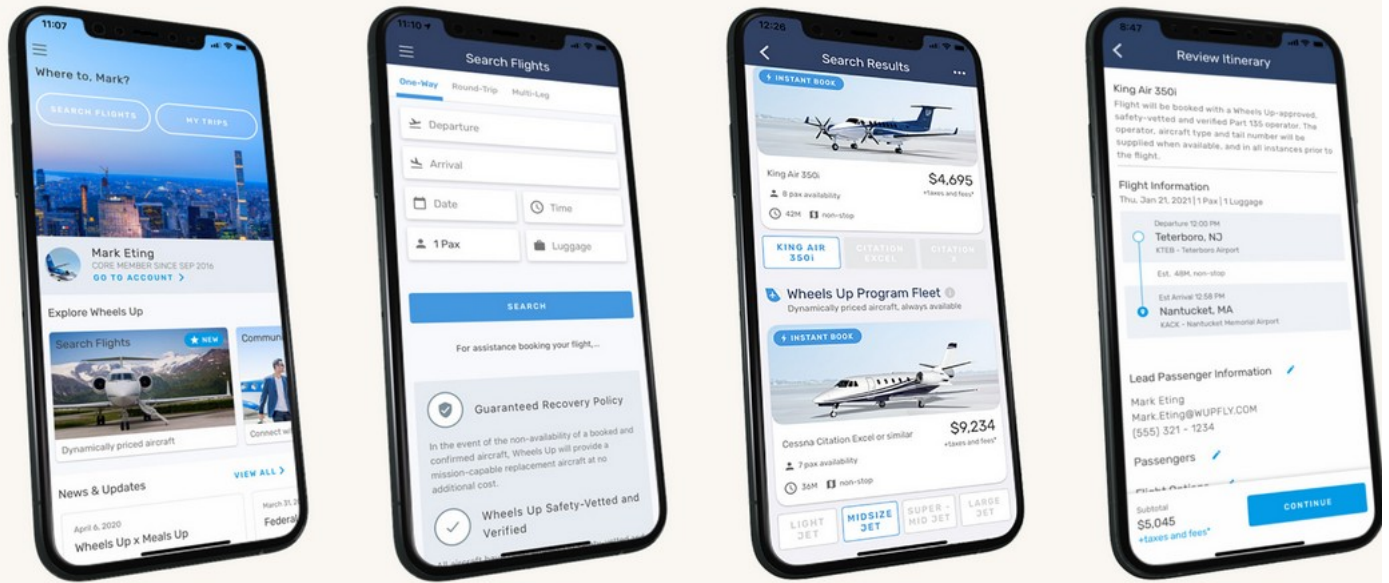 11:07
Where to, Mark?
SEARCH FLIGHTS
MY TRIPS
Mark Eting
CORE MEMBER SINCE SEP 2016
GO TO ACCOUNT >
Explore Wheels Up
Search Flights
NEW
Communi
Dynamically priced aircraft
Connect wi
News & Updates
VIEW ALL >
April 6, 2020
Wheels Up x Meals Up
March 31, 2
Federal
11:10
Search Flights
One-Way Round-Trip Multi-Leg
Departure
Arrival
Date
Time
1 Pax
Luggage
SEARCH
For assistance booking your flight,...
Guaranteed Recovery Policy
In the event of the non-availability of a booked and
confirmed aircraft, Wheels Up will provide a
mission-capable replacement aircraft at no
additional cost.
Wheels Up Safety-Vetted and
Verified
12:26
Search Results
INSTANT BOOK
King Air 350i
$4,695
+taxes and fees*
8 pax availability
42M non-stop
KING AIR
350i
CITATION
EXCEL
CITATION
X
Wheels Up Program Fleet
Dynamically priced aircraft, always available
INSTANT BOOK
Cessna Citation Excel or similar
$9,234
+taxes and fees*
7 pax availability
36M non-stop
LIGHT
JET
MIDSIZE
JET
SUPER -
MID JET
LARGE
JET
8:47
Review Itinerary
King Air 350i
Flight will be booked with a Wheels Up-approved,
safety-vetted and verified Part 135 operator. The
operator, aircraft type and tail number will be
supplied when available, and in all instances prior to
the flight.
Flight Information
Thu, Jan 21, 2021 | 1 Pax | 1 Luggage
Departure 12:00 PM
Teterboro, NJ
KTEB - Teterboro Airport
Est. 48M, non-stop
Est Arrival 12:58 PM
Nantucket, MA
KACK - Nantucket Memorial Airport
Lead Passenger Information
Mark Eting
Mark.Eting@WUPFLY.COM
(555) 321 - 1234
Passengers
Flight Options
Subtotal
$5,045
+taxes and fees*
CONTINUE